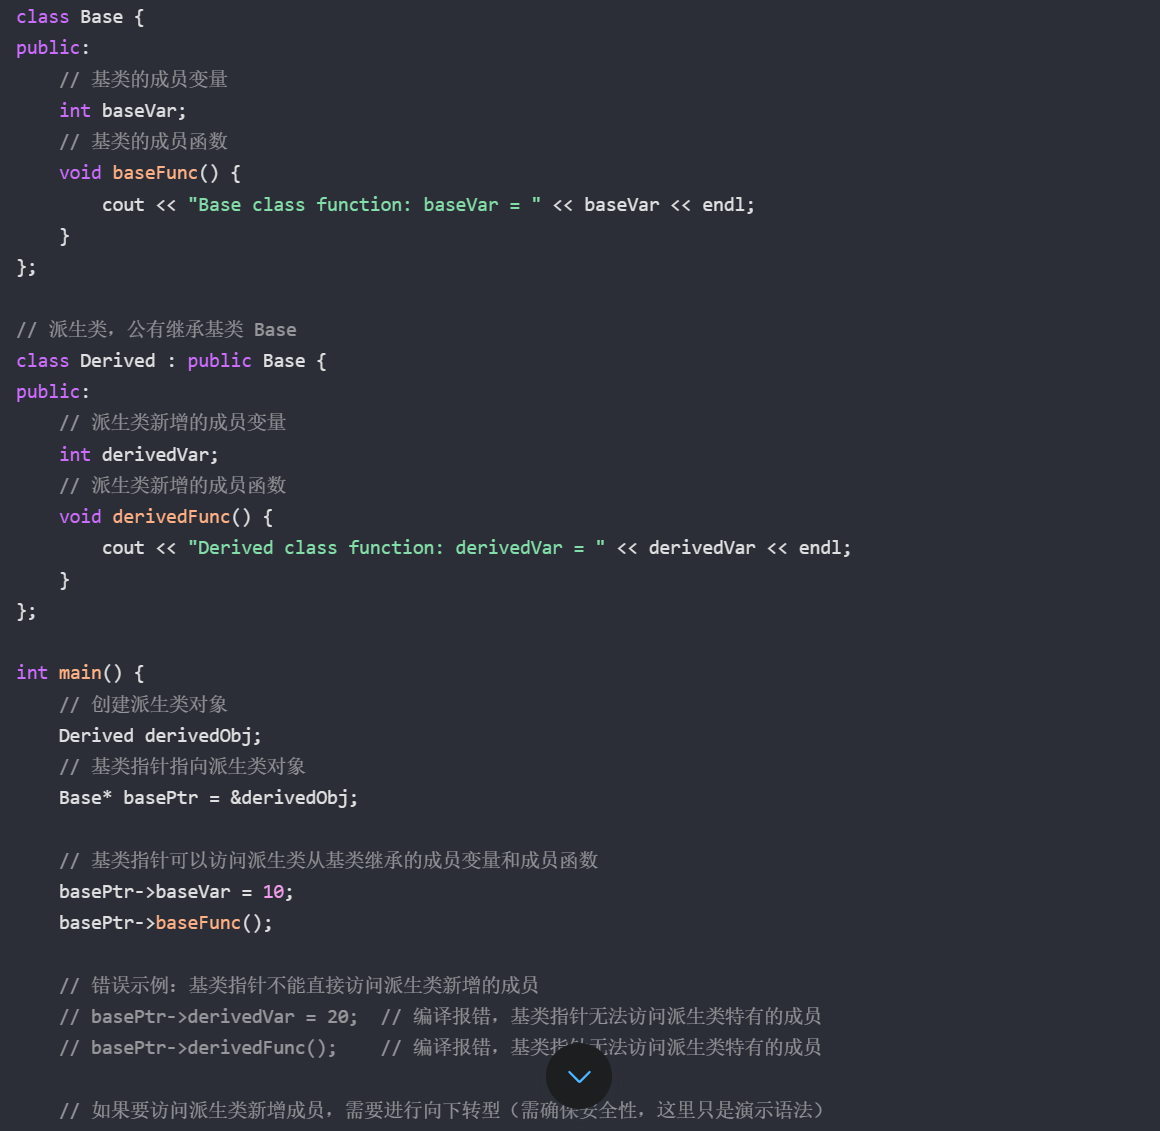 class Base {
public:
    // 基类的成员变量
    int baseVar;
    // 基类的成员函数
    void baseFunc() {
        cout << "Base class function: baseVar = " << baseVar << endl;
    }
};

// 派生类，公有继承基类 Base
class Derived : public Base {
public:
    // 派生类新增的成员变量
    int derivedVar;
    // 派生类新增的成员函数
    void derivedFunc() {
        cout << "Derived class function: derivedVar = " << derivedVar << endl;
    }
};

int main() {
    // 创建派生类对象
    Derived derivedObj;
    // 基类指针指向派生类对象
    Base* basePtr = &derivedObj;

    // 基类指针可以访问派生类从基类继承的成员变量和成员函数
    basePtr->baseVar = 10;
    basePtr->baseFunc();

    // 错误示例：基类指针不能直接访问派生类新增的成员
    // basePtr->derivedVar = 20;  // 编译报错，基类指针无法访问派生类特有的成员
    // basePtr->derivedFunc();    // 编译报错，基类指针无法访问派生类特有的成员

    // 如果要访问派生类新增成员，需要进行向下转型（需确保安全性，这里只是演示语法）